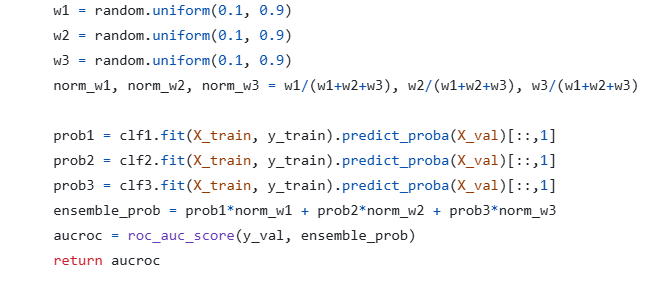 w1 = random.uniform(0.1, 0.9)
w2 = random.uniform(0.1, 0.9)
w3 = random.uniform(0.1, 0.9)
norm_w1, norm_w2, norm_w3 = w1/(w1+w2+w3), w2/(w1+w2+w3), w3/(w1+w2+w3)
prob1 = clf1.fit(X_train, y_train).predict_proba(X_val)[::,1]
prob2 = clf2.fit(X_train, y_train).predict_proba(X_val)[::,1]
prob3 = clf3.fit(X_train, y_train).predict_proba(X_val)[::,1]
ensemble_prob = prob1*norm_w1 + prob2*norm_w2 + prob3*norm_w3
aucroc = roc_auc_score(y_val, ensemble_prob)
return aucroc